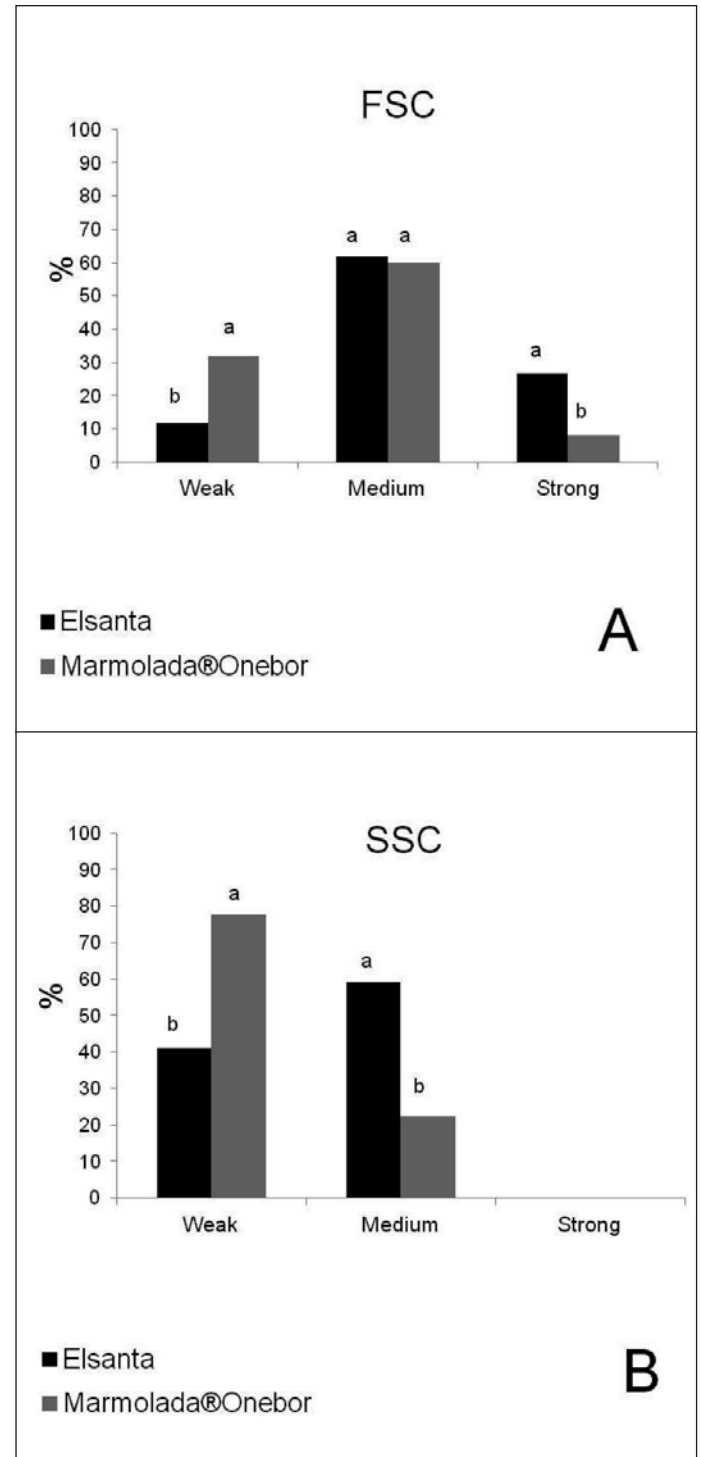 FSC
100
90
80
70
60
50
40
30
20
10
0
%
b
a
a
a
a
b
Weak
Medium
Strong
■ Elsanta
■ Marmolada®Onebor
A
SSC
100
90
80
70
60
50
40
30
20
10
0
%
b
a
a
b
Weak
Medium
Strong
■ Elsanta
■ Marmolada®Onebor
B